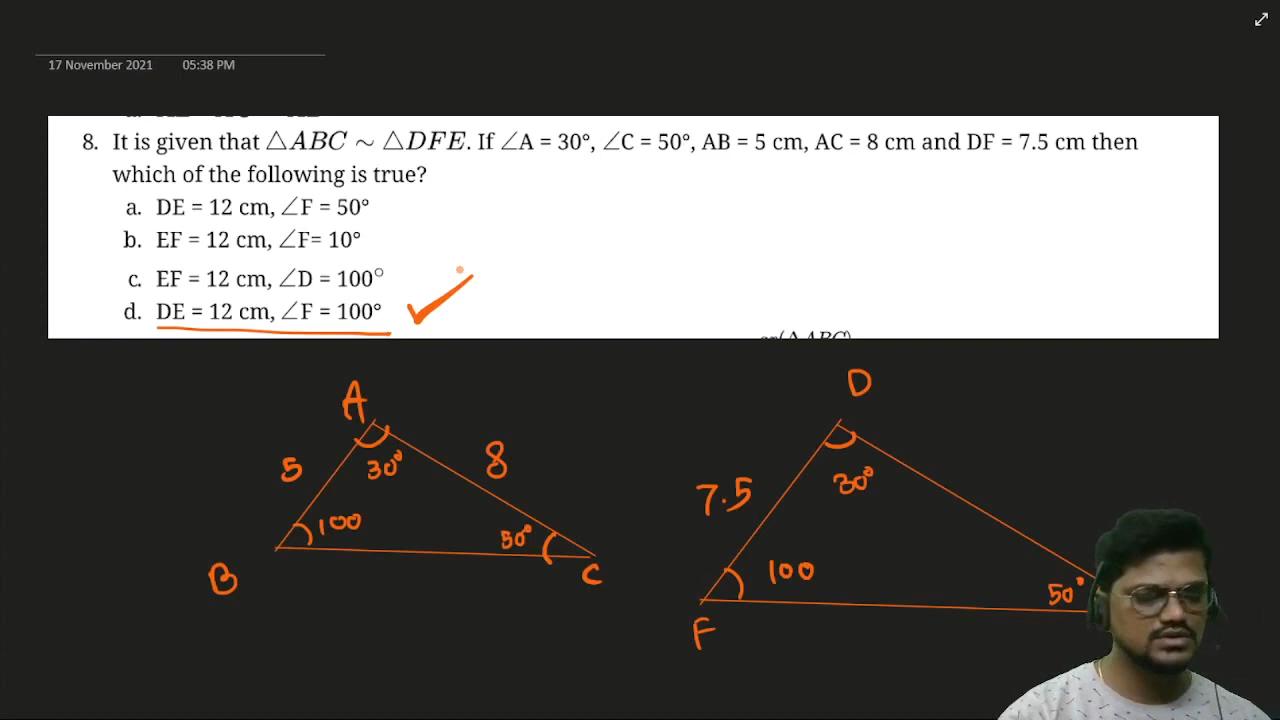 17 November 2021 05:38 PM
8. It is given that △ABC ∼ △DFE. If ∠A = 30°, ∠C = 50°, AB = 5 cm, AC = 8 cm and DF = 7.5 cm then
which of the following is true?
a. DE = 12 cm, ∠F = 50°
b. EF = 12 cm, ∠F= 10°
c. EF = 12 cm, ∠D = 100°
d. DE = 12 cm, ∠F = 100°
A
D
5
8
30°
7.5
30°
100
50°
B
C
100
50°
F